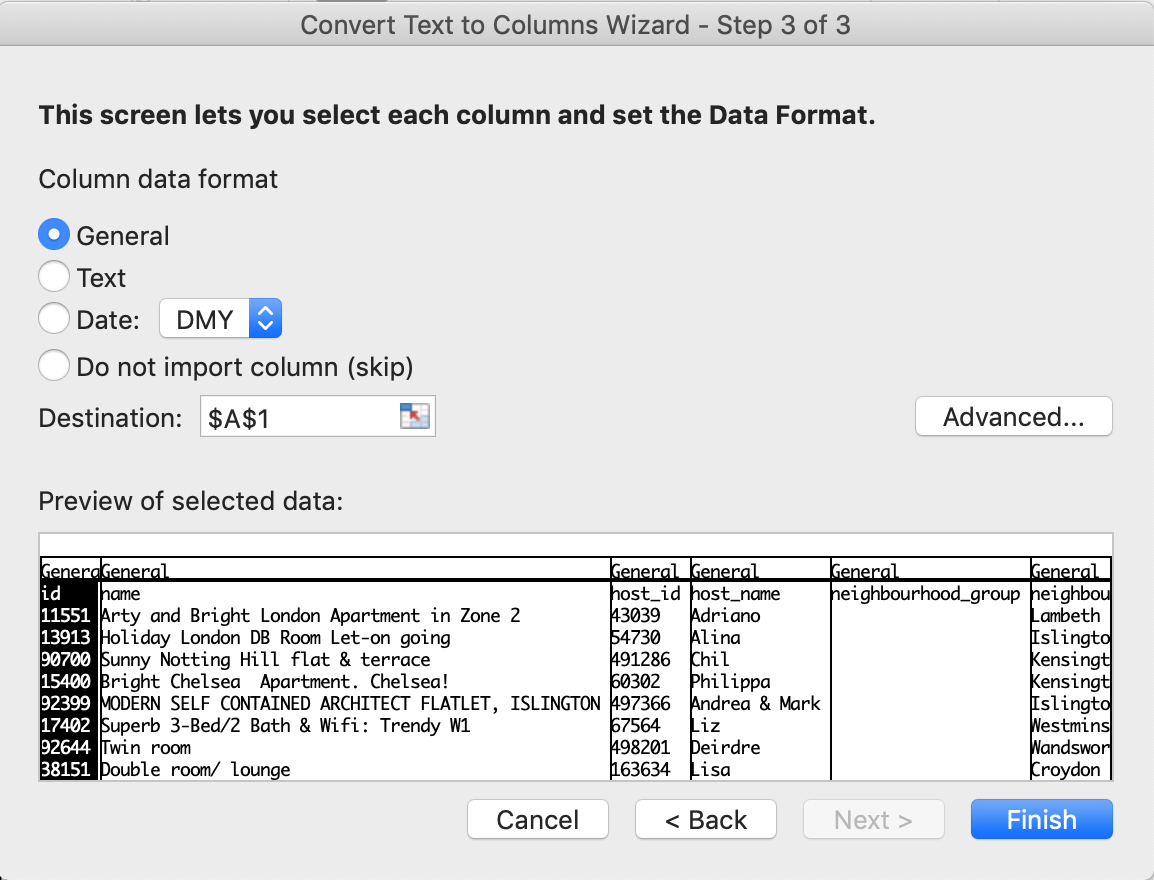 Convert Text to Columns Wizard - Step 3 of 3
This screen lets you select each column and set the Data Format.
Column data format
General
Text
Date: DMY
Do not import column (skip)
Destination: $A$1 Advanced...
Preview of selected data:
Genera General General General General General
id name host_id host_name neighbourhood_group neighbou
11551 Arty and Bright London Apartment in Zone 2 43039 Adriano Lambeth
13913 Holiday London DB Room Let-on going 54730 Alina Islingto
90700 Sunny Notting Hill flat & terrace 491286 Chil Kensingt
15400 Bright Chelsea  Apartment. Chelsea! 60302 Philippa Kensingt
92399 MODERN SELF CONTAINED ARCHITECT FLATLET, ISLINGTON 497366 Andrea & Mark Islingto
17402 Superb 3-Bed/2 Bath & Wifi: Trendy W1 67564 Liz Westmins
92644 Twin room 498201 Deirdre Wandswor
38151 Double room/ lounge 163634 Lisa Croydon
Cancel < Back Next > Finish